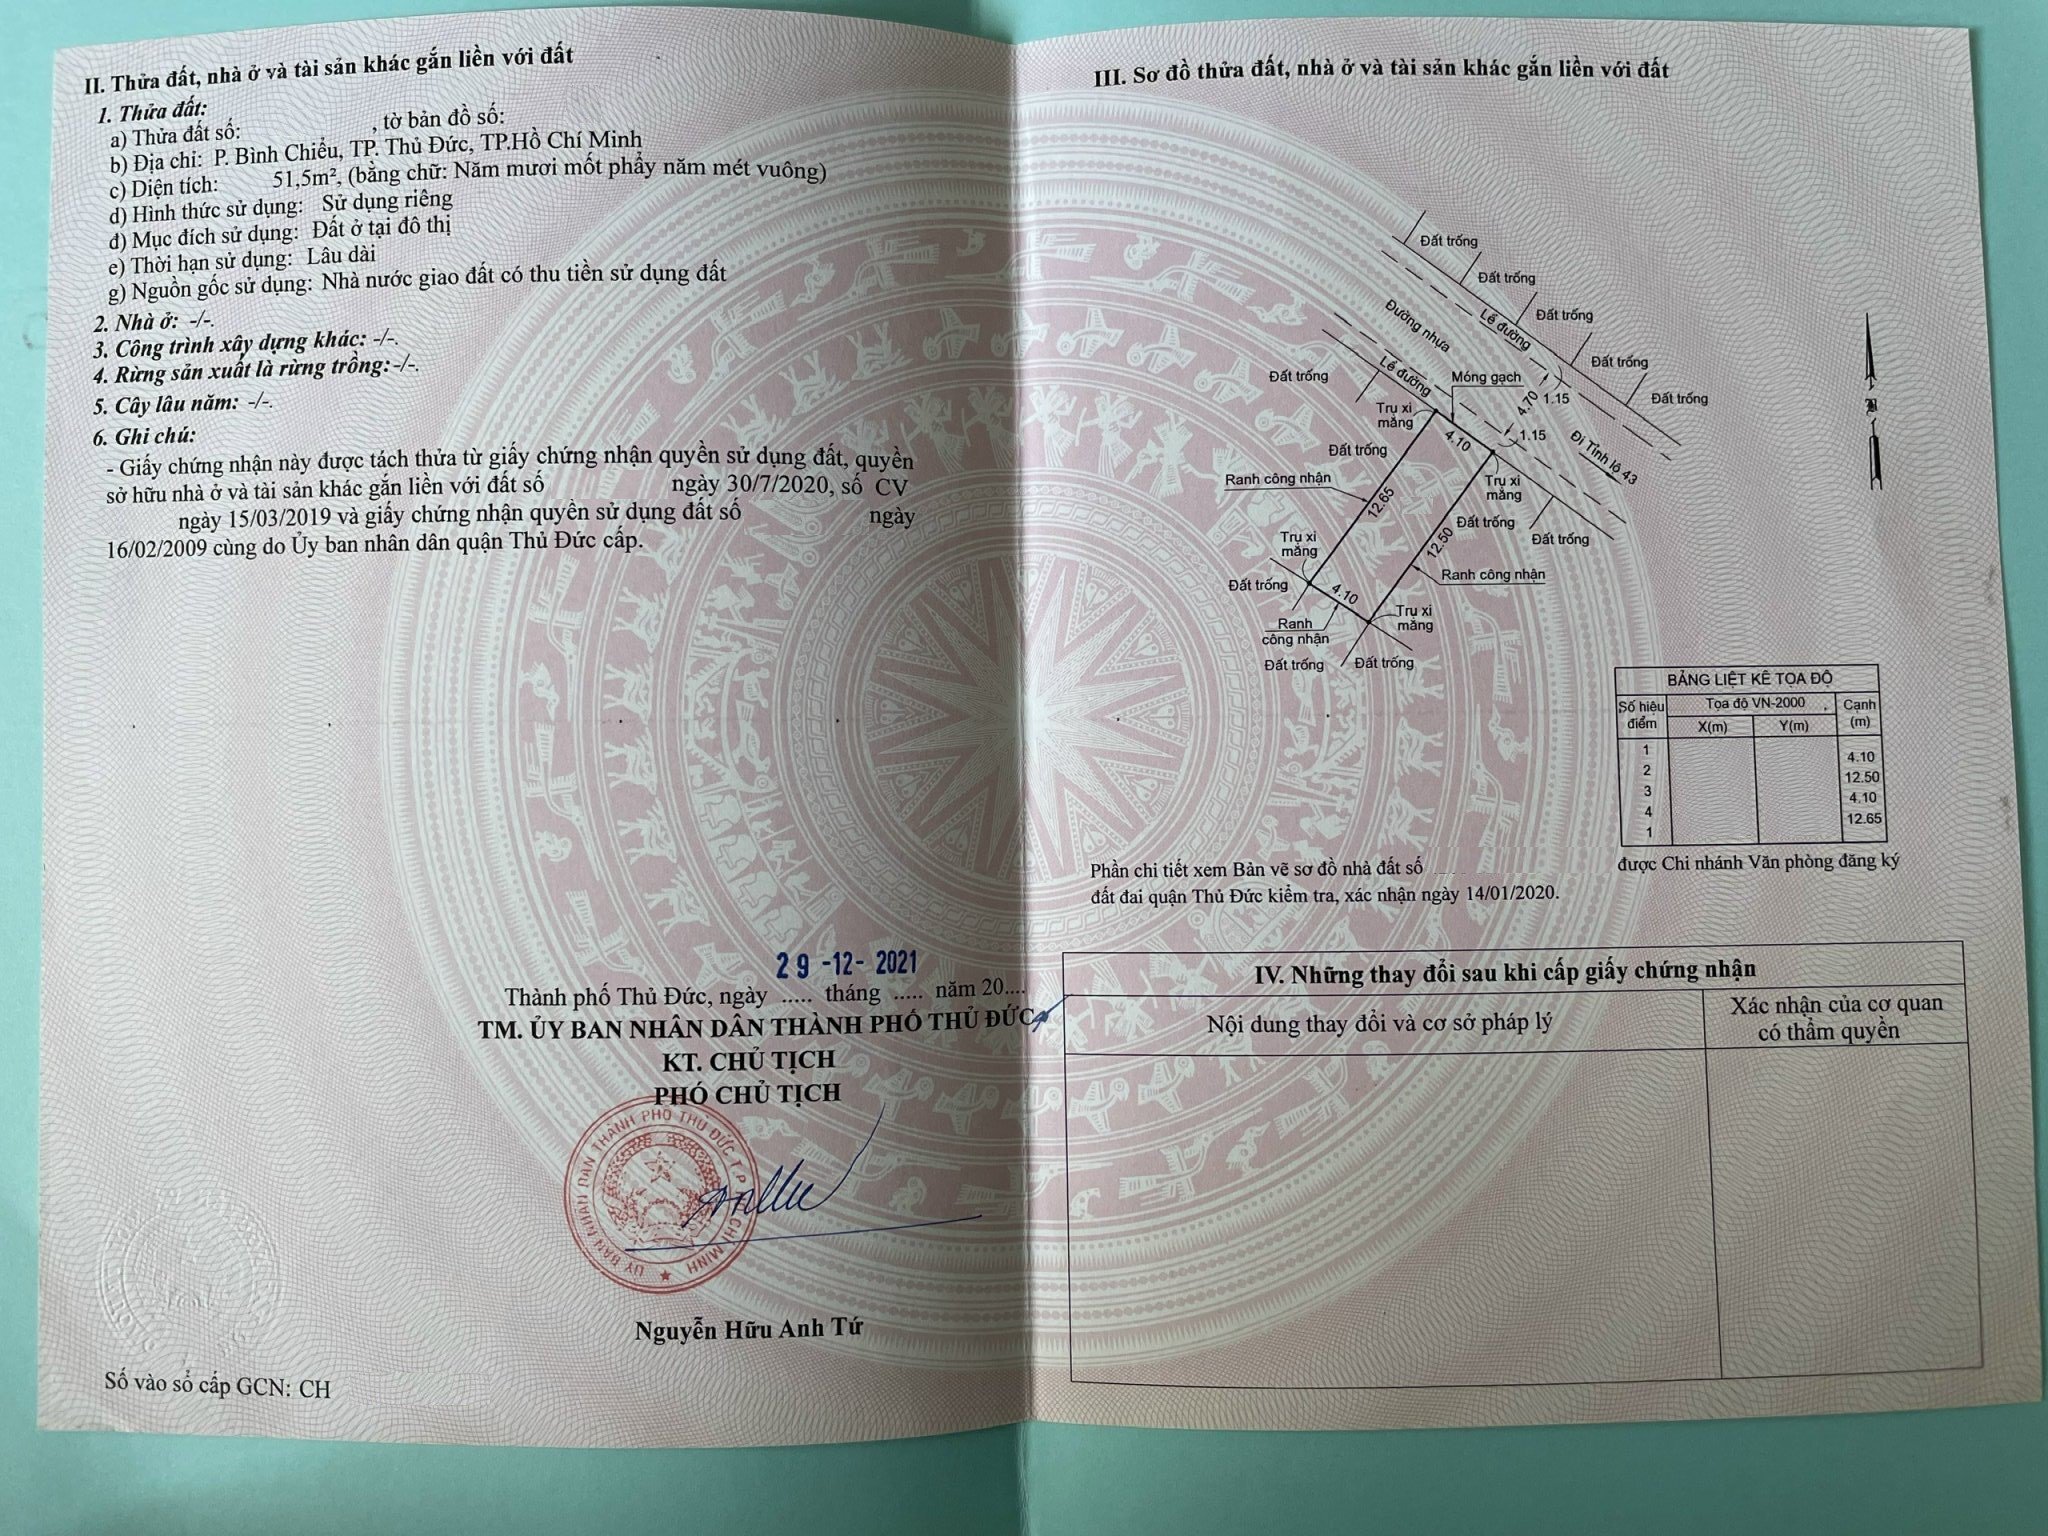 II. Thửa đất, nhà ở và tài sản khác gắn liền với đất
1. Thửa đất:
a) Thửa đất số: , tờ bản đồ số:
b) Địa chỉ: P. Bình Chiểu, TP. Thủ Đức, TP.Hồ Chí Minh
c) Diện tích: 51,5m², (bằng chữ: Năm mươi mốt phẩy năm mét vuông)
d) Hình thức sử dụng: Sử dụng riêng
đ) Mục đích sử dụng: Đất ở tại đô thị
e) Thời hạn sử dụng: Lâu dài
g) Nguồn gốc sử dụng: Nhà nước giao đất có thu tiền sử dụng đất
2. Nhà ở: -/-.
3. Công trình xây dựng khác: -/-.
4. Rừng sản xuất là rừng trồng:-/-.
5. Cây lâu năm: -/-.
6. Ghi chú:
- Giấy chứng nhận này được tách thửa từ giấy chứng nhận quyền sử dụng đất, quyền
sở hữu nhà ở và tài sản khác gắn liền với đất số ngày 30/7/2020, số CV
ngày 15/03/2019 và giấy chứng nhận quyền sử dụng đất số ngày
16/02/2009 cùng do Ủy ban nhân dân quận Thủ Đức cấp.
29 -12- 2021
Thành phố Thủ Đức, ngày ..... tháng ..... năm 20....
TM. ỦY BAN NHÂN DÂN THÀNH PHỐ THỦ ĐỨC
KT. CHỦ TỊCH
PHÓ CHỦ TỊCH
ỦY BAN NHÂN DÂN THÀNH PHỐ THỦ ĐỨC T.P HỒ CHÍ MINH
Nguyễn Hữu Anh Tứ
Số vào sổ cấp GCN: CH
III. Sơ đồ thửa đất, nhà ở và tài sản khác gắn liền với đất
Đất trống
Đất trống
Đất trống
Đất trống
Đất trống
Lề đường
Đường nhựa
Lề đường
Đất trống
Móng gạch
1.15
4.70
1.15
Trụ xi
măng
4.10
Đi Tỉnh lộ 43
Đất trống
Ranh công nhận
12.65
Trụ xi
măng
Đất trống
Đất trống
12.50
Trụ xi
măng
Ranh công nhận
Đất trống
4.10
Trụ xi
măng
Ranh
công nhận
Đất trống
Đất trống
BẢNG LIỆT KÊ TỌA ĐỘ
Số hiệu
điểm
Tọa độ VN-2000
X(m)
Y(m)
Cạnh
(m)
1
4.10
2
12.50
3
4.10
4
12.65
1
Phần chi tiết xem Bản vẽ sơ đồ nhà đất số được Chi nhánh Văn phòng đăng ký
đất đai quận Thủ Đức kiểm tra, xác nhận ngày 14/01/2020.
IV. Những thay đổi sau khi cấp giấy chứng nhận
Nội dung thay đổi và cơ sở pháp lý
Xác nhận của cơ quan
có thẩm quyền